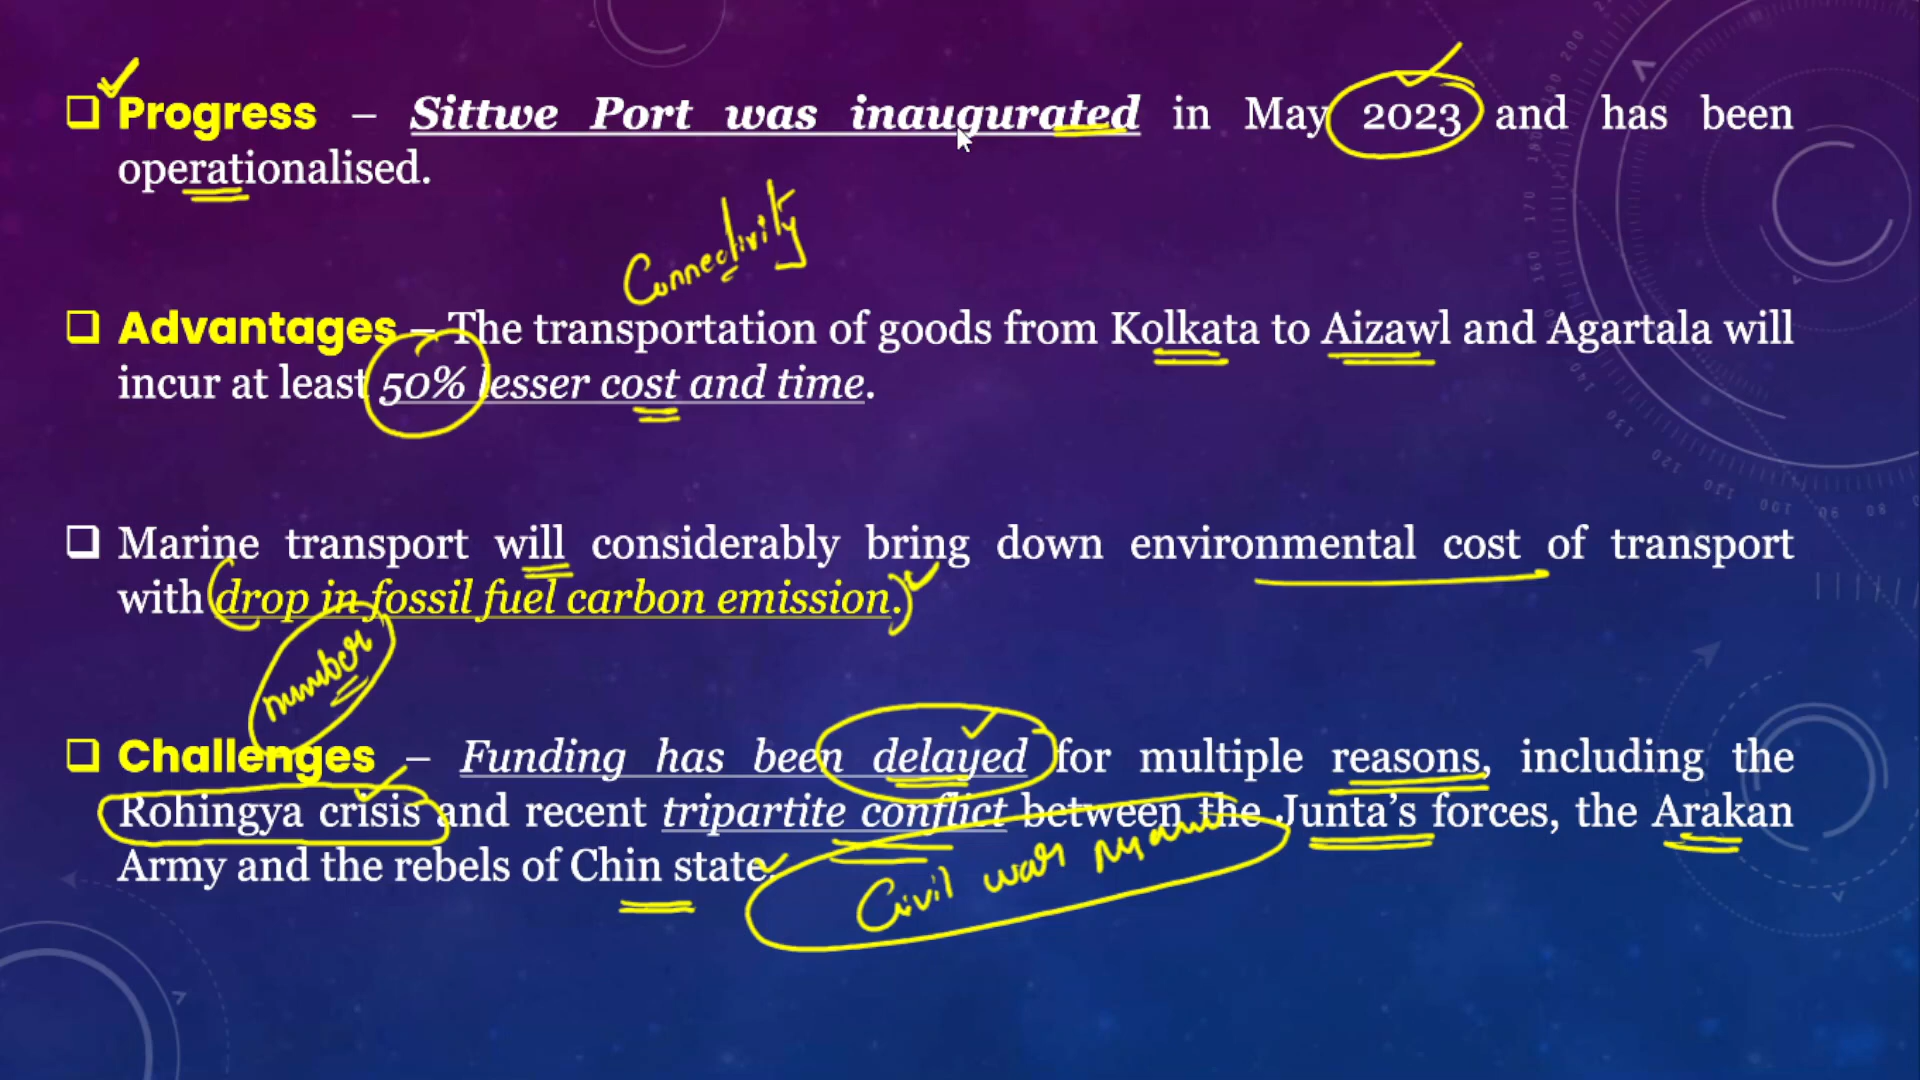 Progress – Sittwe Port was inaugurated in May 2023 and has been
operationalised.
Connectivity
Advantages – The transportation of goods from Kolkata to Aizawl and Agartala will
incur at least 50% lesser cost and time.
Marine transport will considerably bring down environmental cost of transport
with drop in fossil fuel carbon emission.
number
Challenges – Funding has been delayed for multiple reasons, including the
Rohingya crisis and recent tripartite conflict between the Junta's forces, the Arakan
Army and the rebels of Chin state.
Civil war